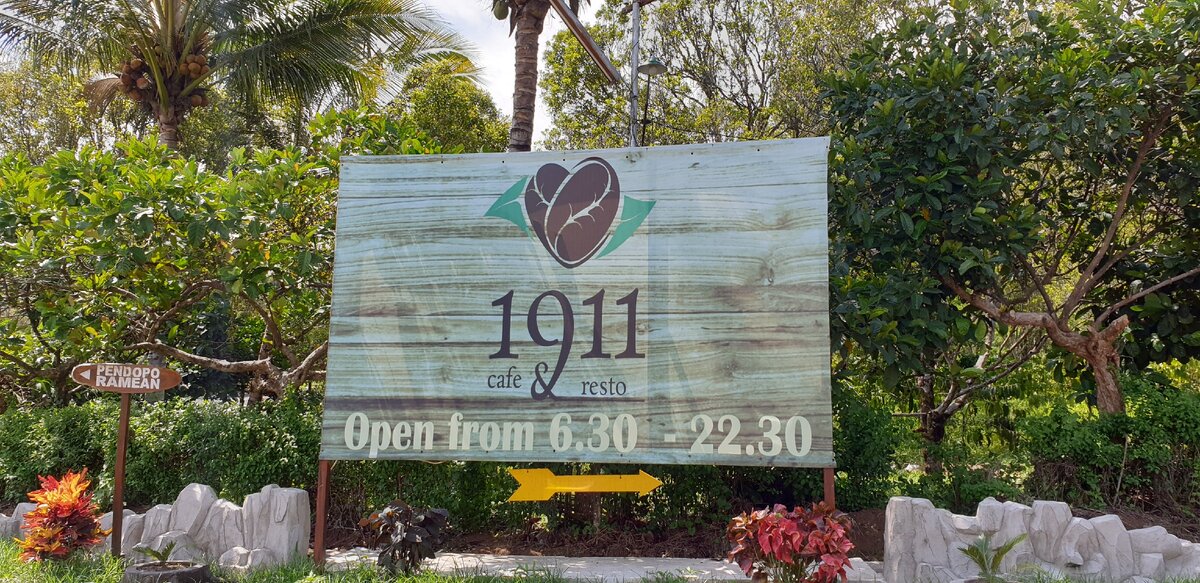 1911
cafe & resto
Open from 6.30 - 22.30
PENDOPO
RAMEAN